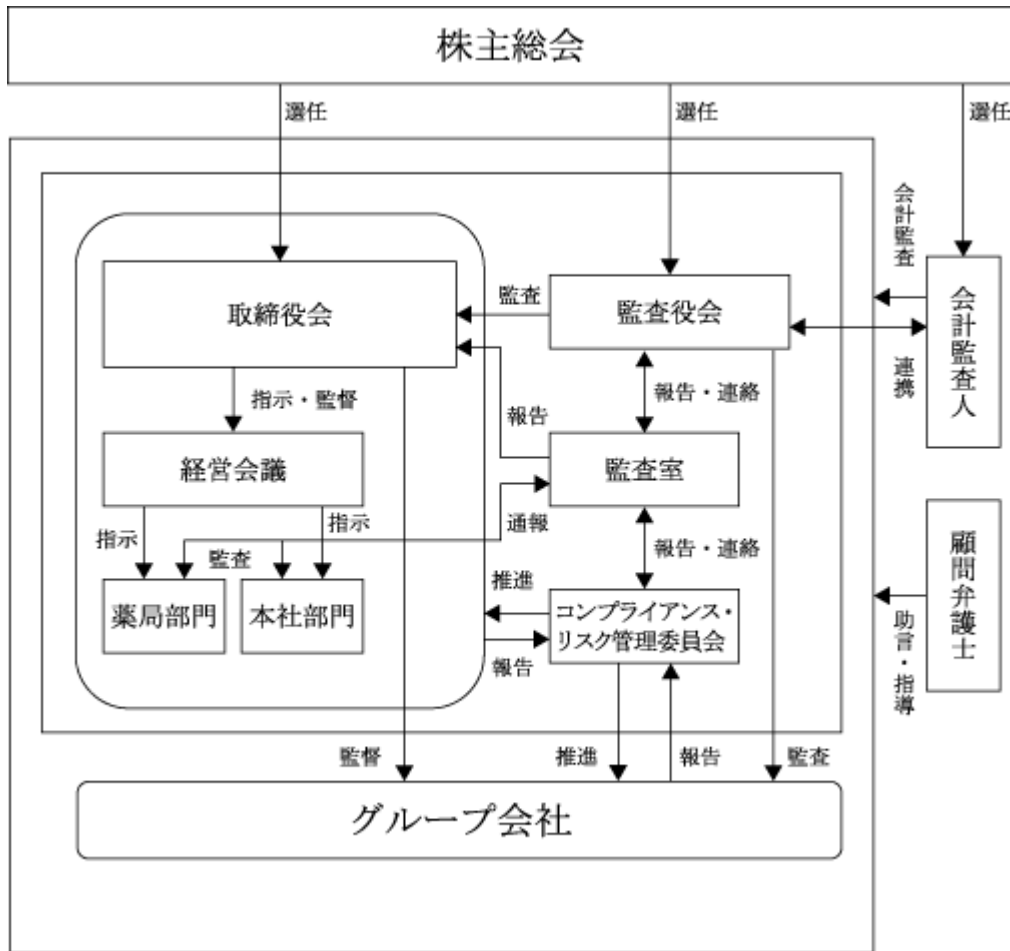 株主総会
選任
選任
選任
会計監査
取締役会
監査
監査役会
会計監査人
連携
指示・監督
報告
報告・連絡
経営会議
監査室
指示
指示
監査
通報
報告・連絡
薬局部門
本社部門
推進
コンプライアンス・
リスク管理委員会
報告
顧問弁護士
助言・指導
監督
推進
報告
監査
グループ会社